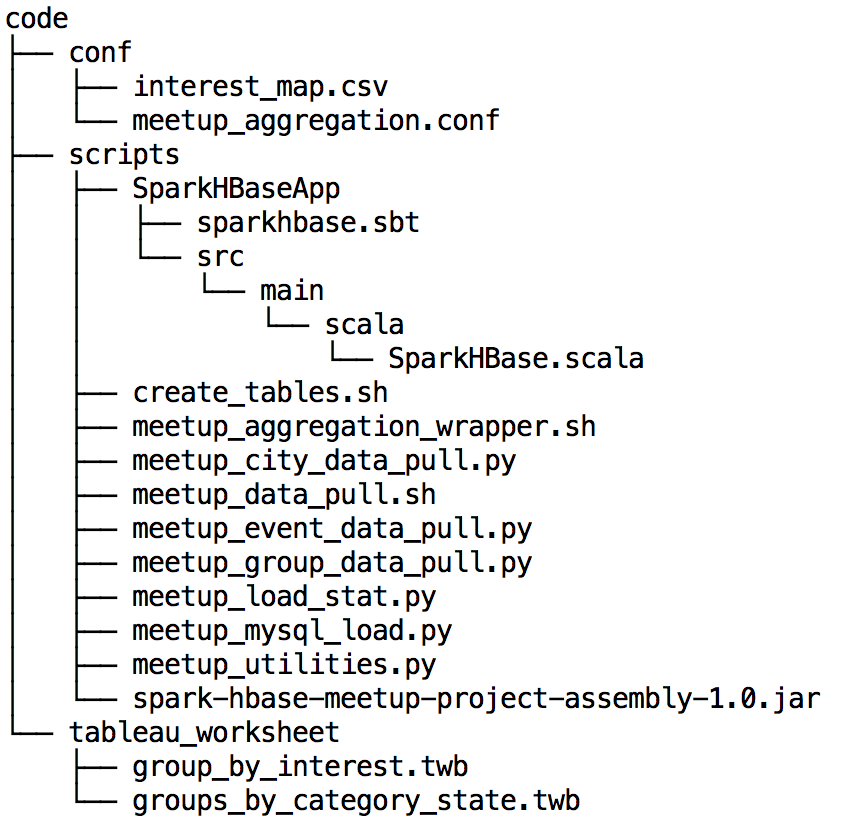 code
├── conf
│   ├── interest_map.csv
│   └── meetup_aggregation.conf
├── scripts
│   ├── SparkHBaseApp
│   │   ├── sparkhbase.sbt
│   │   └── src
│   │       └── main
│   │           └── scala
│   │               └── SparkHBase.scala
│   ├── create_tables.sh
│   ├── meetup_aggregation_wrapper.sh
│   ├── meetup_city_data_pull.py
│   ├── meetup_data_pull.sh
│   ├── meetup_event_data_pull.py
│   ├── meetup_group_data_pull.py
│   ├── meetup_load_stat.py
│   ├── meetup_mysql_load.py
│   ├── meetup_utilities.py
│   └── spark-hbase-meetup-project-assembly-1.0.jar
└── tableau_worksheet
    ├── group_by_interest.twb
    └── groups_by_category_state.twb